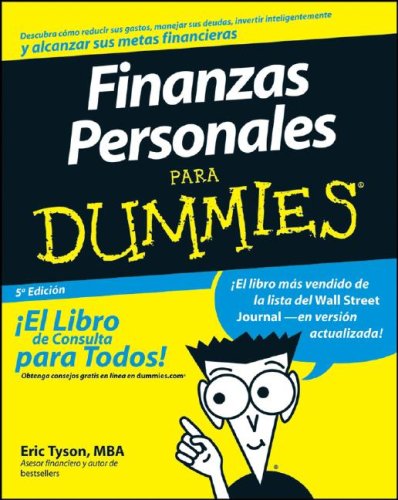 Descubra cómo reducir sus gastos, manejar sus deudas, invertir inteligentemente
y alcanzar sus metas financieras
Finanzas
Personales
PARA
DUMMIES®
5ª Edición
¡El Libro
de Consulta
para Todos!
Obtenga consejos gratis en línea en dummies.com®
¡El libro más vendido de
la lista del Wall Street
Journal —en versión
actualizada!
Eric Tyson, MBA
Asesor financiero y autor de
bestsellers